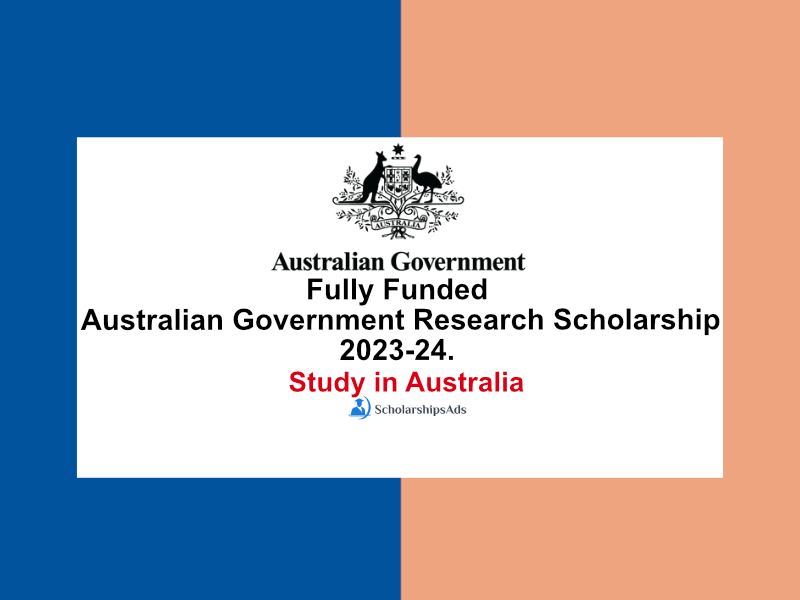 AUSTRALIA
Australian Government
Fully Funded
Australian Government Research Scholarship
2023-24.
Study in Australia
ScholarshipsAds